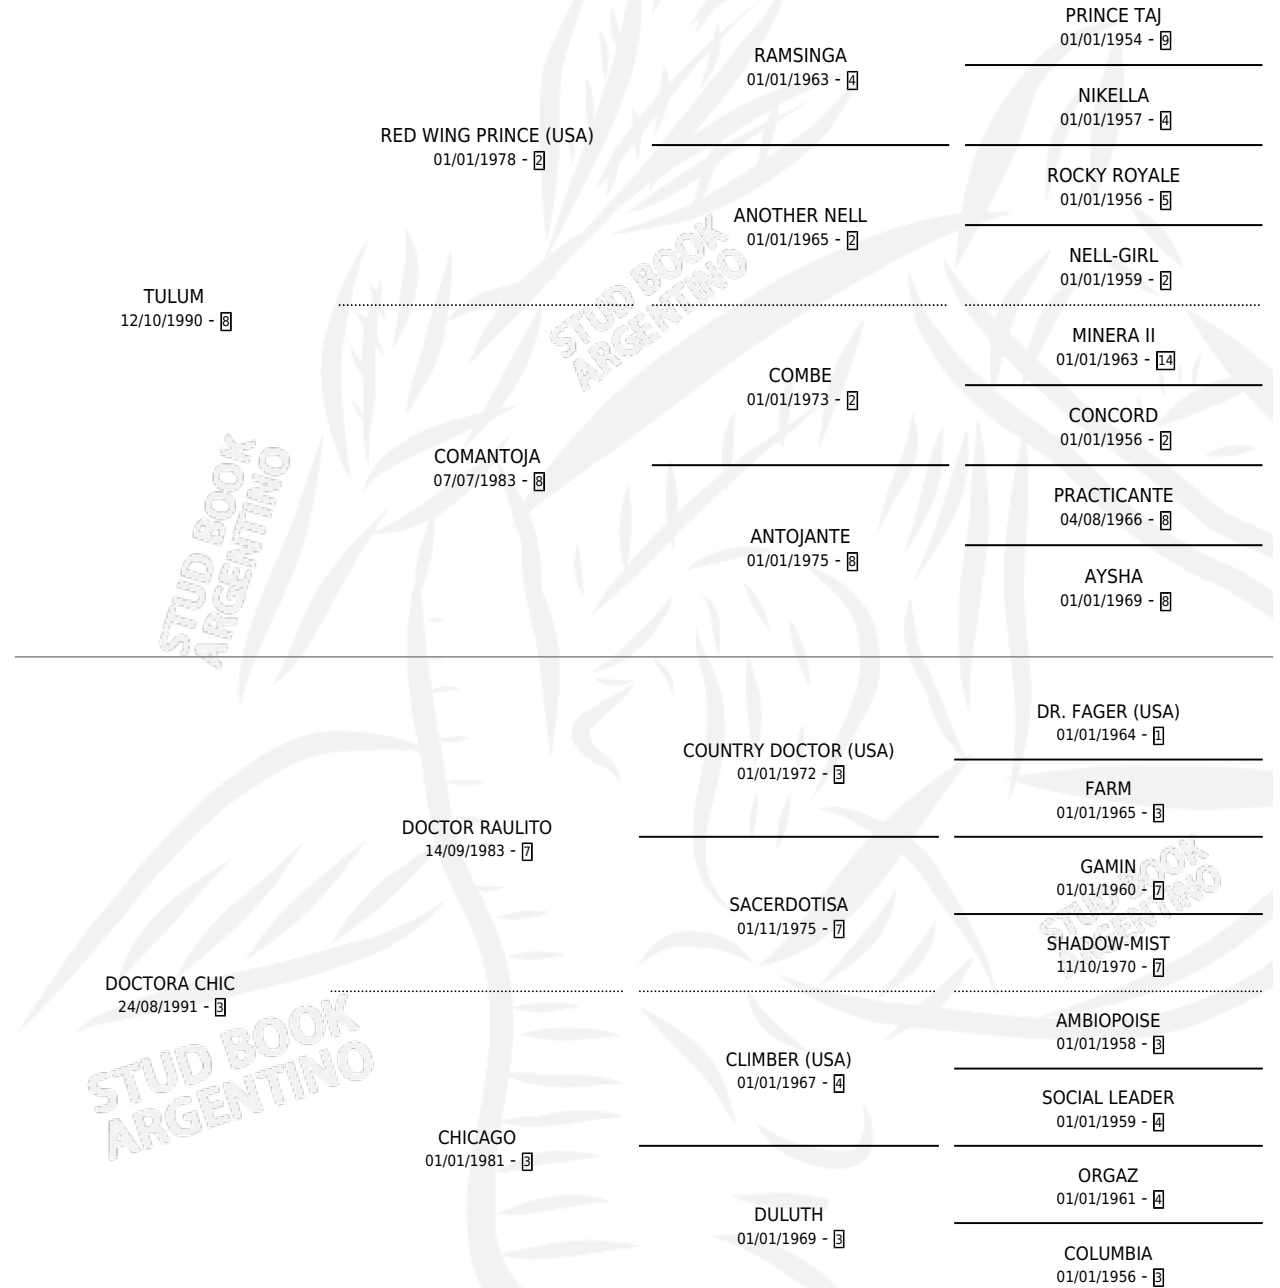 PRINCE TAJ
01/01/1954 - 9
RAMSINGA
01/01/1963 - 4
NIKELLA
01/01/1957 - 4
RED WING PRINCE (USA)
01/01/1978 - 2
ROCKY ROYALE
01/01/1956 - 5
ANOTHER NELL
01/01/1965 - 2
NELL-GIRL
01/01/1959 - 2
TULUM
12/10/1990 - 8
STUD BOOK
ARGENTINO
MINERA II
01/01/1963 - 14
COMBE
01/01/1973 - 2
CONCORD
01/01/1956 - 2
COMANTOJA
07/07/1983 - 8
PRACTICANTE
04/08/1966 - 8
ANTOJANTE
01/01/1975 - 8
AYSHA
01/01/1969 - 8
STUD BOOK
ARGENTINO
DR. FAGER (USA)
01/01/1964 - 1
COUNTRY DOCTOR (USA)
01/01/1972 - 3
FARM
01/01/1965 - 3
DOCTOR RAULITO
14/09/1983 - 7
GAMIN
01/01/1960 - 7
SACERDOTISA
01/11/1975 - 7
STUD BOOK
ARGENTINO
SHADOW-MIST
11/10/1970 - 7
DOCTORA CHIC
24/08/1991 - 3
AMBIOPOISE
01/01/1958 - 3
CLIMBER (USA)
01/01/1967 - 4
SOCIAL LEADER
01/01/1959 - 4
STUD BOOK
ARGENTINO
CHICAGO
01/01/1981 - 3
ORGAZ
01/01/1961 - 4
DULUTH
01/01/1969 - 3
COLUMBIA
01/01/1956 - 3